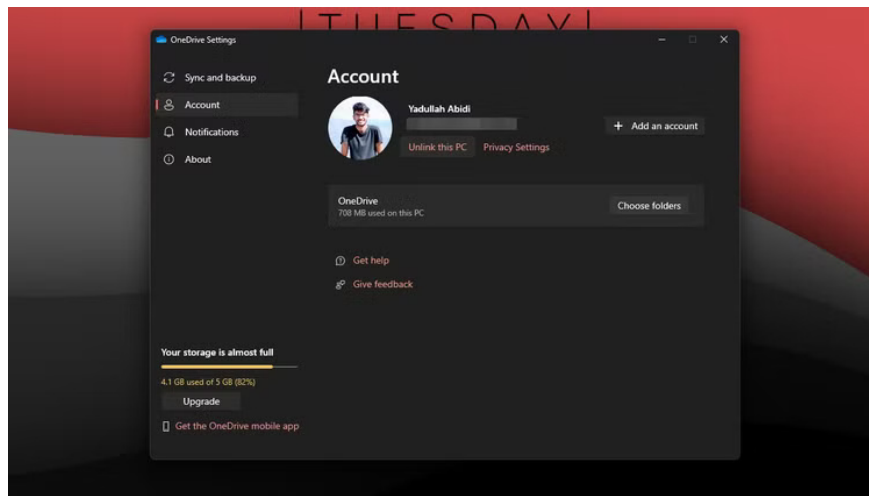 |TUESDAY|
OneDrive Settings
Sync and backup
Account
Notifications
About
Account
Yadullah Abidi
Unlink this PC
Privacy Settings
+ Add an account
OneDrive
708 MB used on this PC
Choose folders
Get help
Give feedback
Your storage is almost full
4.1 GB used of 5 GB (82%)
Upgrade
Get the OneDrive mobile app